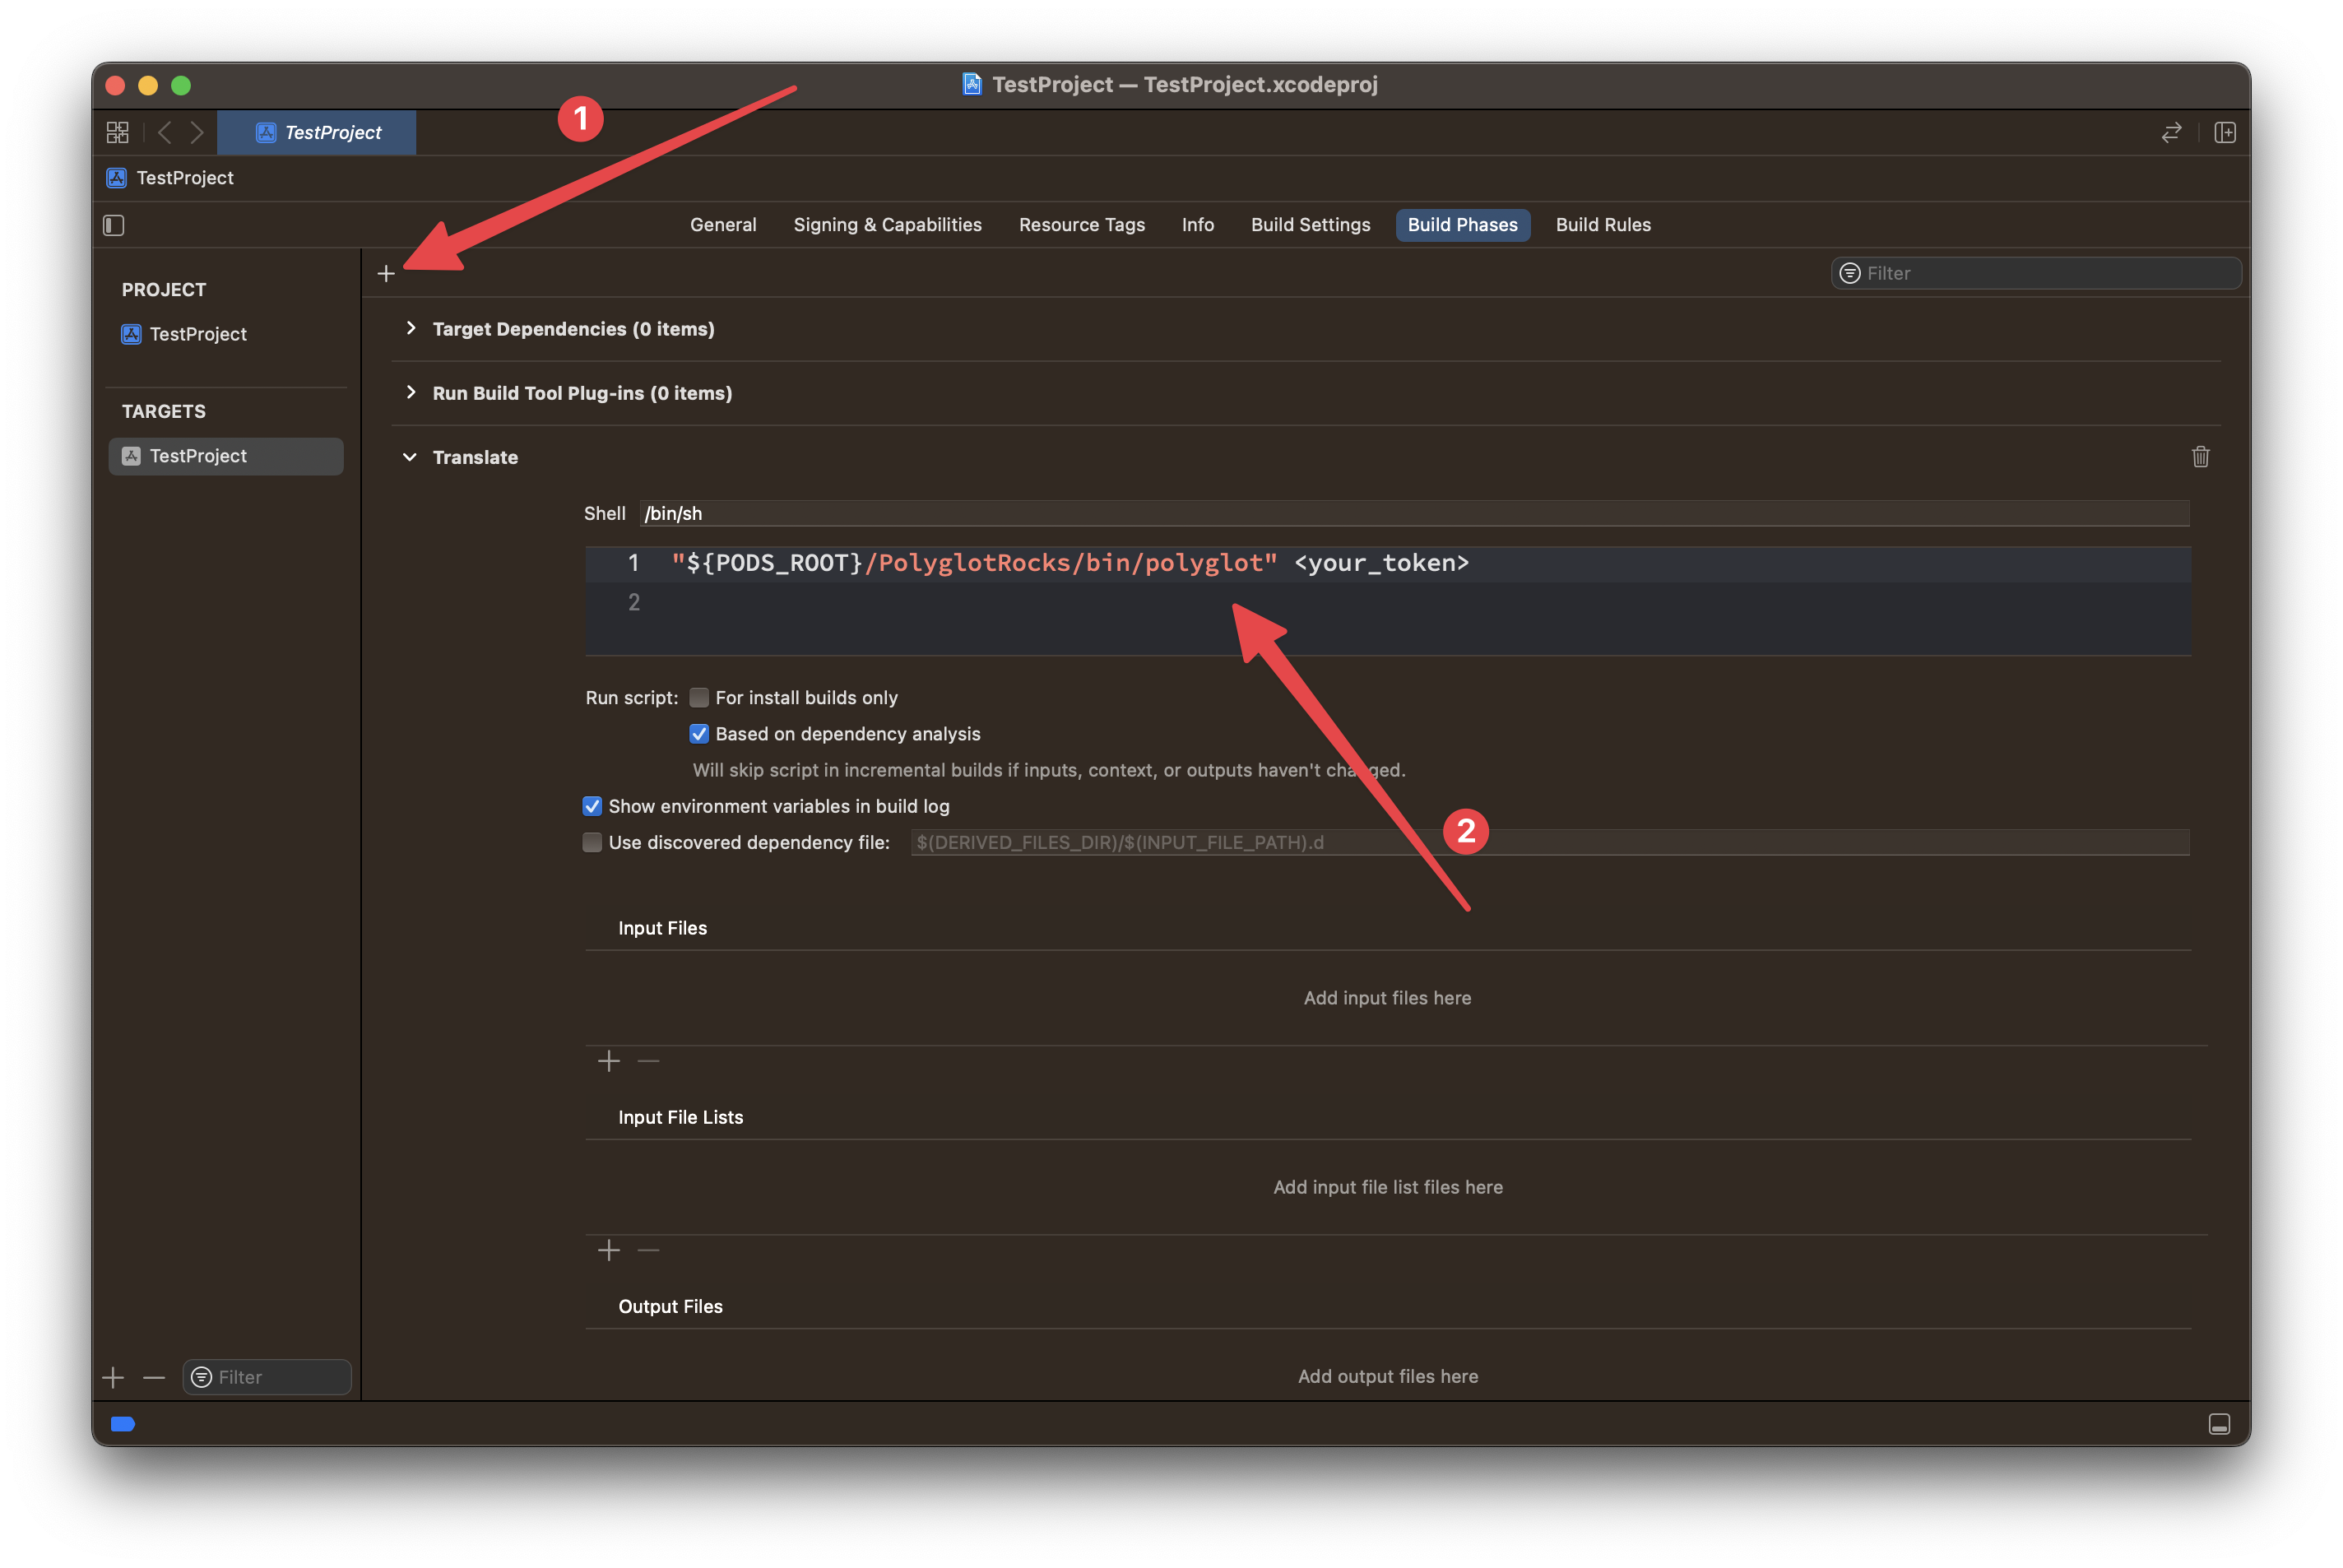 TestProject — TestProject.xcodeproj
1
TestProject
TestProject
General Signing & Capabilities Resource Tags Info Build Settings Build Phases Build Rules
Filter
PROJECT
TestProject
TARGETS
TestProject
Target Dependencies (0 items)
Run Build Tool Plug-ins (0 items)
Translate
Shell /bin/sh
1 "${PODS_ROOT}/PolyglotRocks/bin/polyglot" <your_token>
2
Run script: For install builds only
Based on dependency analysis
Will skip script in incremental builds if inputs, context, or outputs haven't changed.
Show environment variables in build log
Use discovered dependency file: $(DERIVED_FILES_DIR)/$(INPUT_FILE_PATH).d
2
Input Files
Add input files here
Input File Lists
Add input file list files here
Output Files
Add output files here
Filter